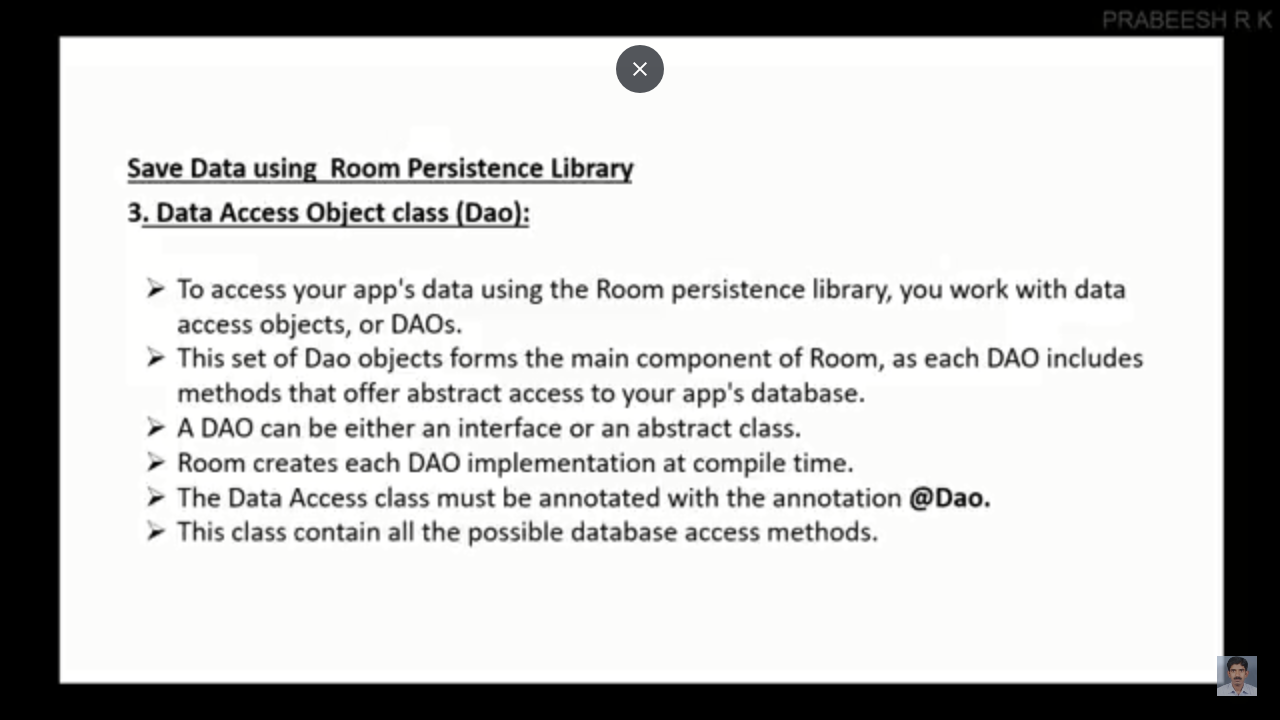 PRABEESH R K
Save Data using Room Persistence Library
3. Data Access Object class (Dao):
➢ To access your app's data using the Room persistence library, you work with data
access objects, or DAOs.
➢ This set of Dao objects forms the main component of Room, as each DAO includes
methods that offer abstract access to your app's database.
➢ A DAO can be either an interface or an abstract class.
➢ Room creates each DAO implementation at compile time.
➢ The Data Access class must be annotated with the annotation @Dao.
➢ This class contain all the possible database access methods.